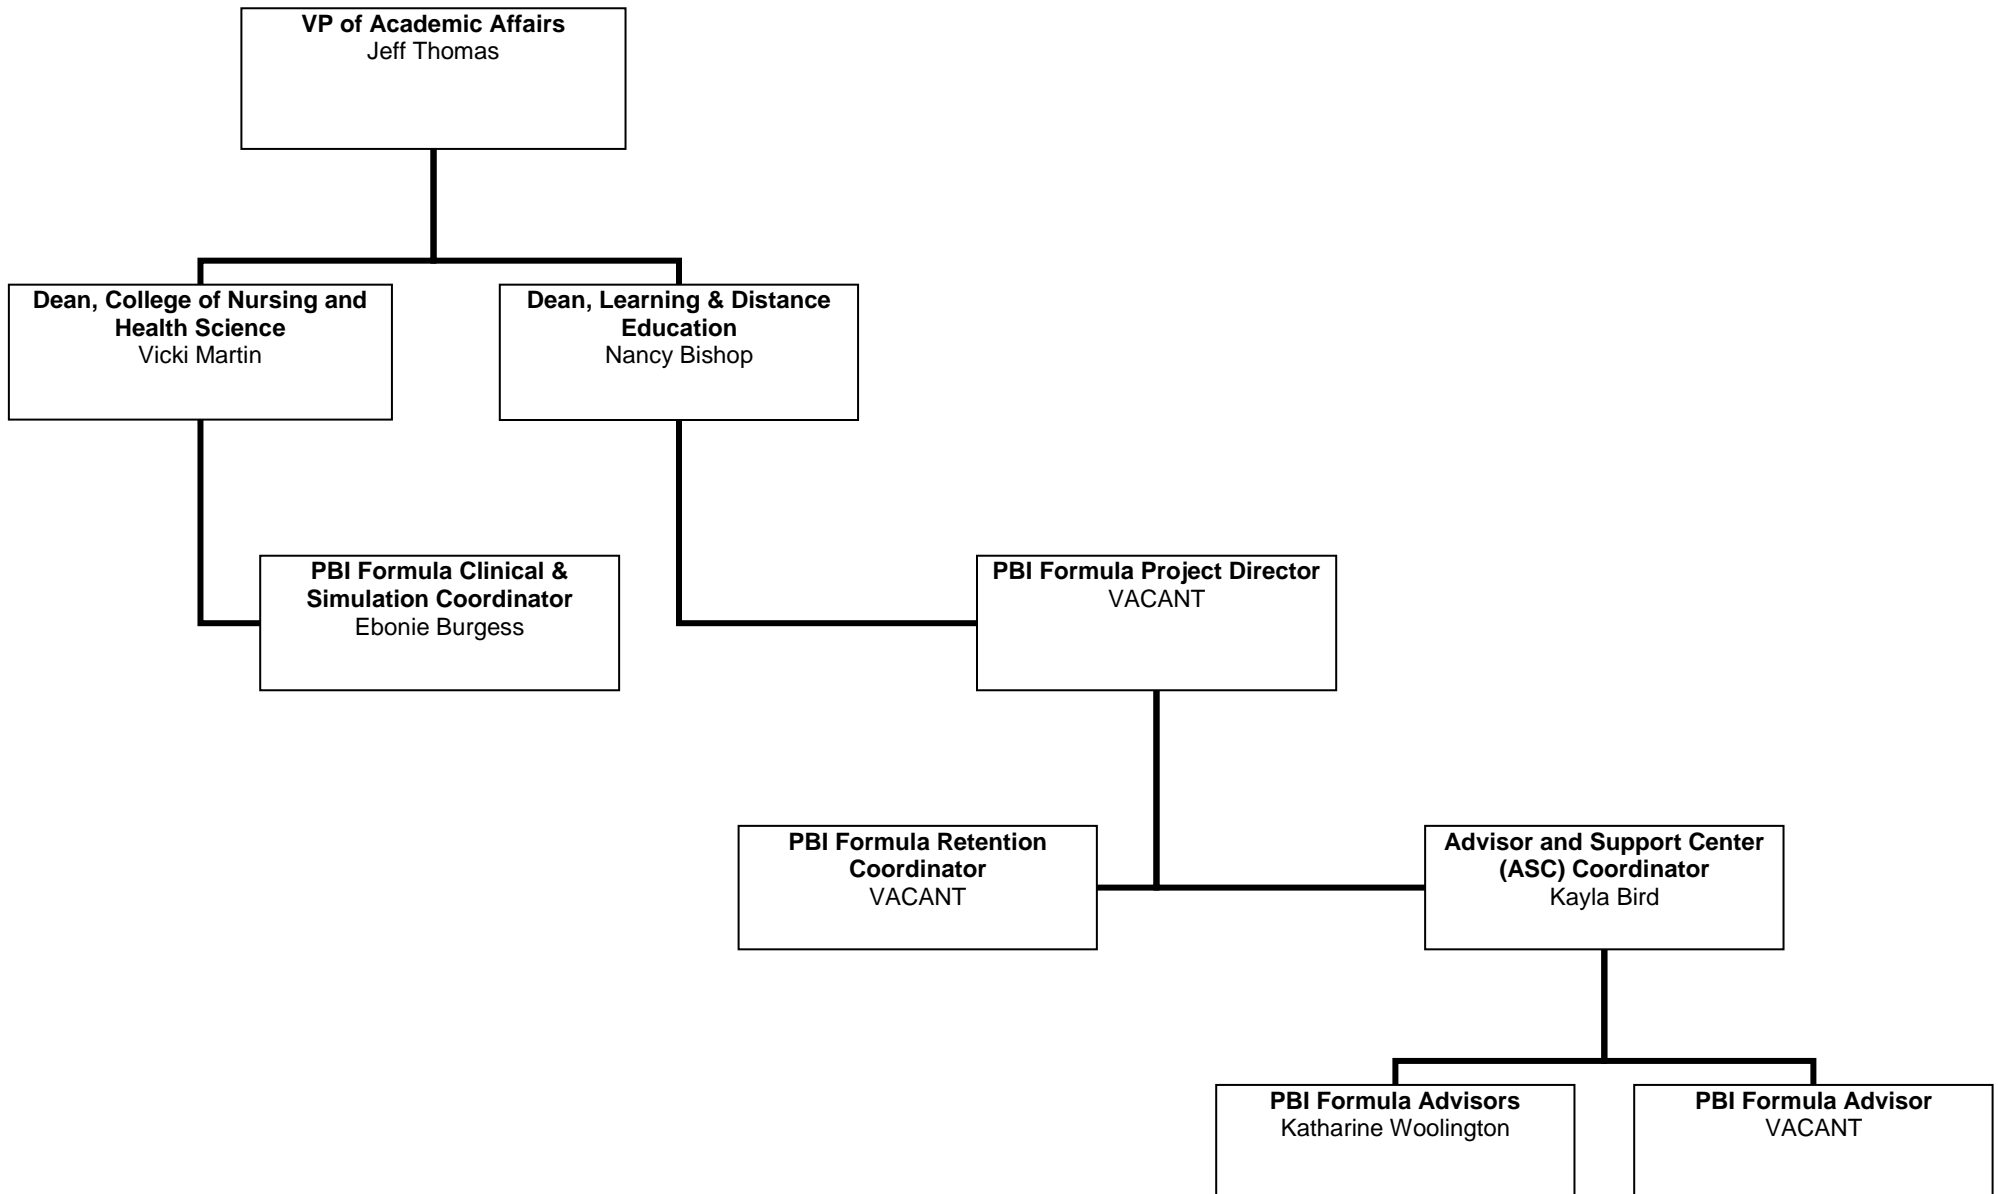 VP of Academic Affairs
Jeff Thomas
Dean, College of Nursing and
Health Science
Vicki Martin
Dean, Learning & Distance
Education
Nancy Bishop
PBI Formula Clinical &
Simulation Coordinator
Ebonie Burgess
PBI Formula Project Director
VACANT
PBI Formula Retention
Coordinator
VACANT
Advisor and Support Center
(ASC) Coordinator
Kayla Bird
PBI Formula Advisors
Katharine Woolington
PBI Formula Advisor
VACANT